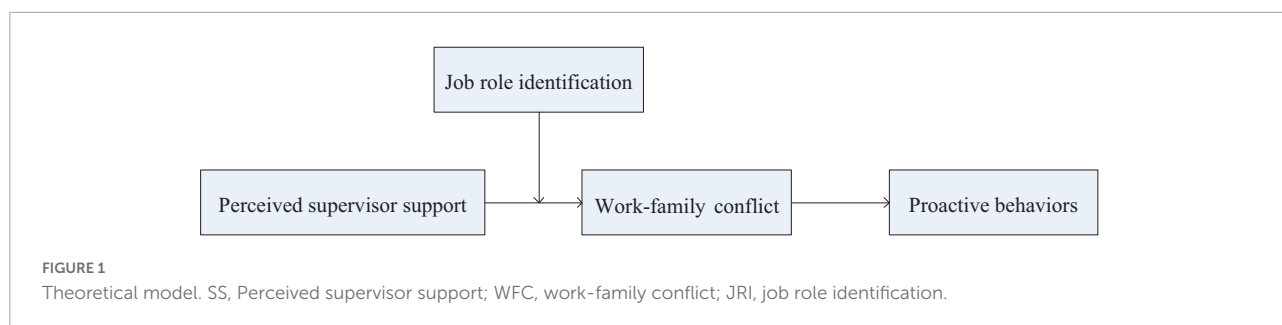 Job role identification
Perceived supervisor support
Work-family conflict
Proactive behaviors
FIGURE 1
Theoretical model. SS, Perceived supervisor support; WFC, work-family conflict; JRI, job role identification.